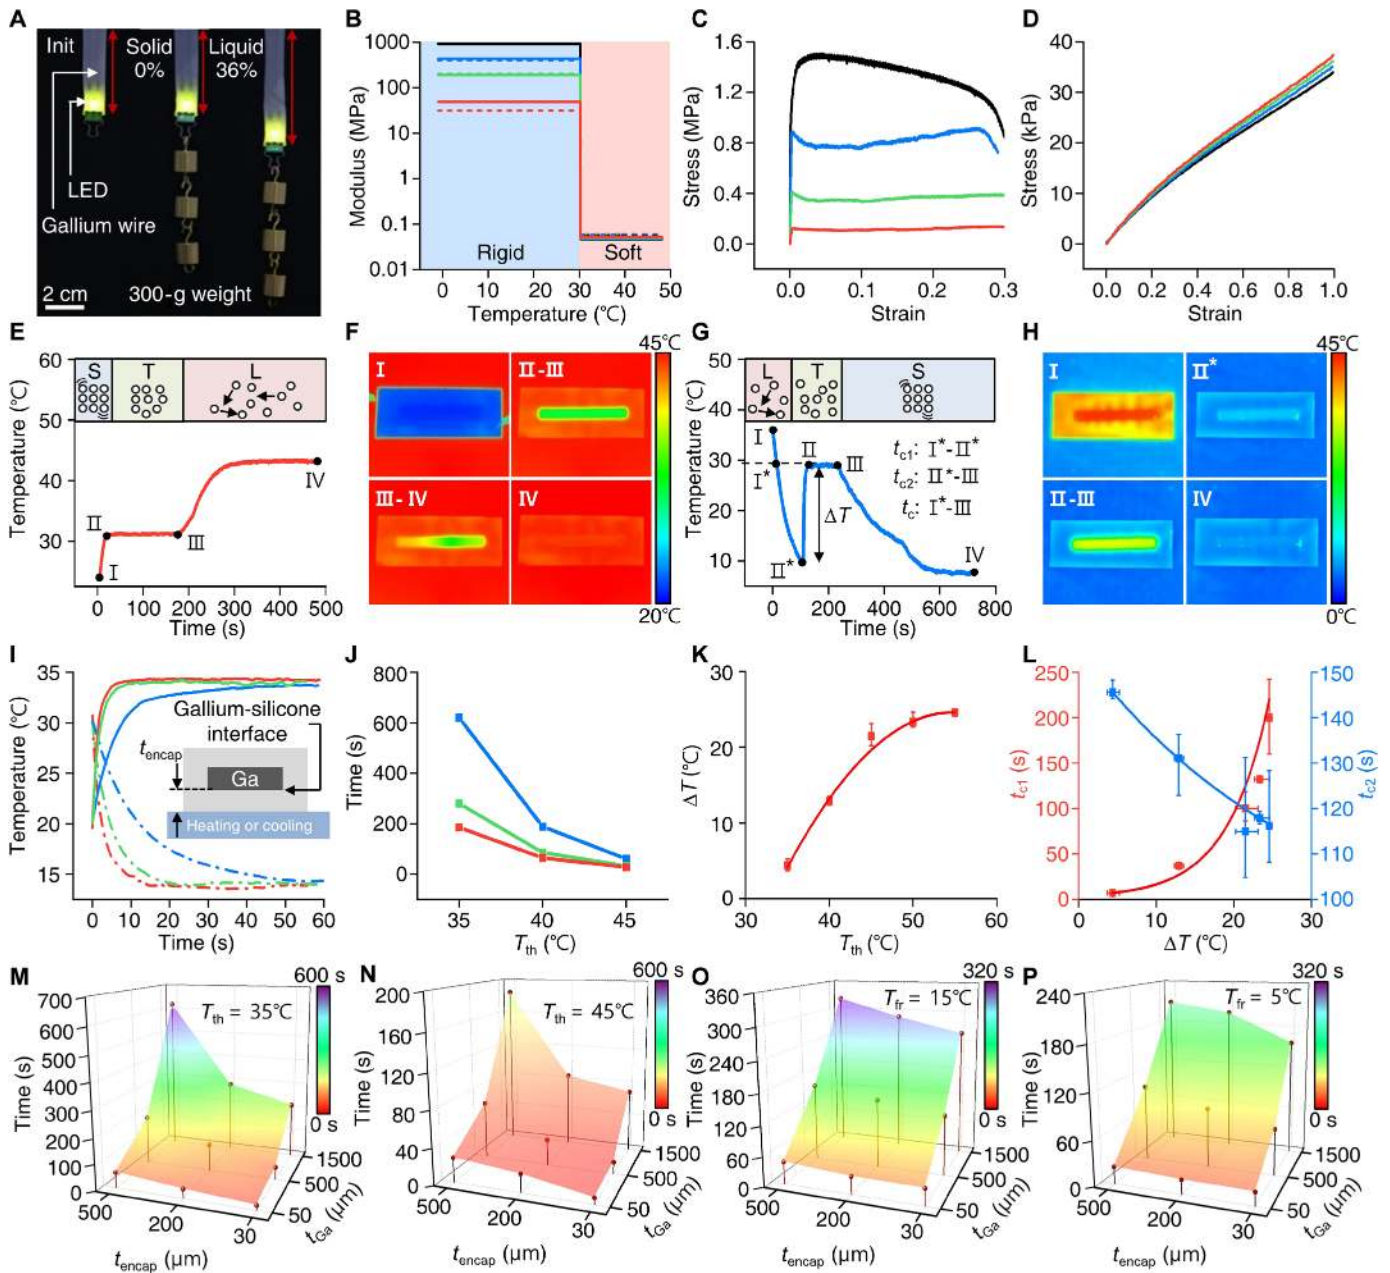 A
Init
Solid
0%
Liquid
36%
LED
Gallium wire
2 cm
300-g weight
B
Modulus (MPa)
1000
100
10
1
0.1
0.01
Rigid
Soft
0 10 20 30 40 50
Temperature (°C)
C
Stress (MPa)
1.6
1.2
0.8
0.4
0.0
0.0 0.1 0.2 0.3
Strain
D
Stress (kPa)
40
30
20
10
0
0.0 0.2 0.4 0.6 0.8 1.0
Strain
E
Temperature (°C)
60
50
40
30
S T L
I
II
III
IV
0 100 200 300 400 500
Time (s)
F
I
II-III
III-IV
IV
45°C
20°C
G
Temperature (°C)
50
40
30
20
10
L T S
I
I*
II*
II
III
IV
ΔT
tc1: I*-II*
tc2: II*-III
tc: I*-III
0 200 400 600 800
Time (s)
H
I
II*
II-III
IV
45°C
0°C
I
Temperature (°C)
35
30
25
20
15
Gallium-silicone
interface
tencap
Ga
Heating or cooling
0 10 20 30 40 50 60
Time (s)
J
Time (s)
800
600
400
200
0
35 40 45
Tth (°C)
K
ΔT (°C)
30
20
10
0
30 40 50 60
Tth (°C)
L
tc1 (s)
250
200
150
100
50
0
tc2 (s)
150
140
130
120
110
100
0 10 20 30
ΔT (°C)
M
600 s
0 s
Tth = 35°C
Time (s)
700
600
500
400
300
200
100
0
500 200 30
tencap (µm)
1500
500
50
tGa (µm)
N
600 s
0 s
Tth = 45°C
Time (s)
200
160
120
80
40
0
500 200 30
tencap (µm)
1500
500
50
tGa (µm)
O
320 s
0 s
Tfr = 15°C
Time (s)
360
300
240
180
120
60
0
500 200 30
tencap (µm)
1500
500
50
tGa (µm)
P
320 s
0 s
Tfr = 5°C
Time (s)
240
180
120
60
0
500 200 30
tencap (µm)
1500
500
50
tGa (µm)